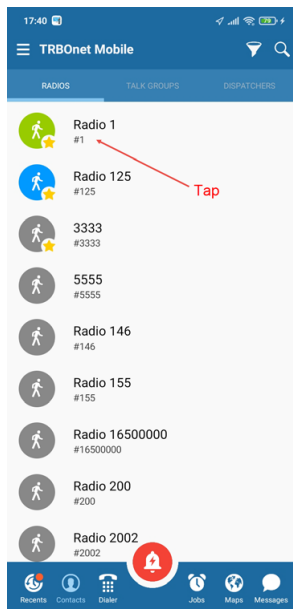 17:40
79
TRBOnet Mobile
RADIOS
TALK GROUPS
DISPATCHERS
Radio 1
#1
Radio 125
#125
Tap
3333
#3333
5555
#5555
Radio 146
#146
Radio 155
#155
Radio 16500000
#16500000
Radio 200
#200
Radio 2002
#2002
Recents
Contacts
Dialer
Jobs
Maps
Messages